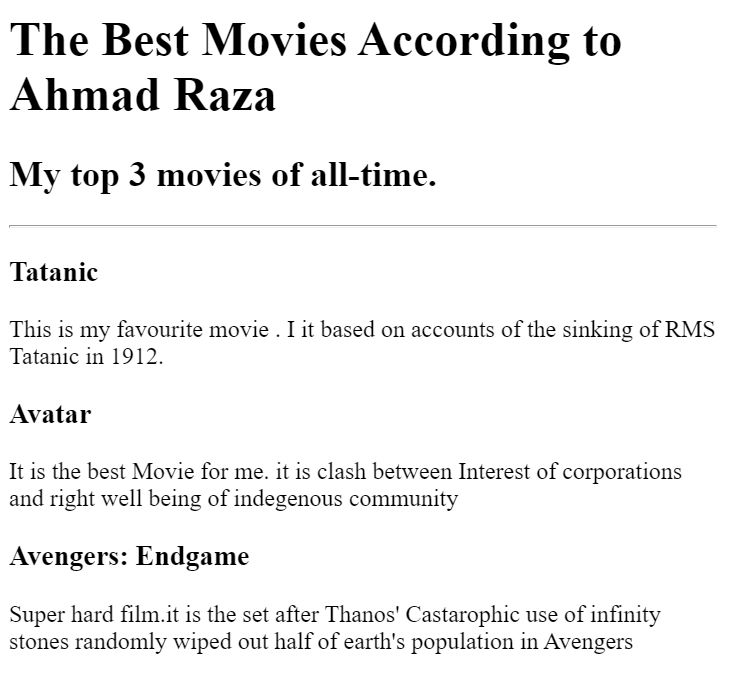 The Best Movies According to
Ahmad Raza
My top 3 movies of all-time.
Tatanic
This is my favourite movie . I it based on accounts of the sinking of RMS
Tatanic in 1912.
Avatar
It is the best Movie for me. it is clash between Interest of corporations
and right well being of indegenous community
Avengers: Endgame
Super hard film.it is the set after Thanos' Castarophic use of infinity
stones randomly wiped out half of earth's population in Avengers